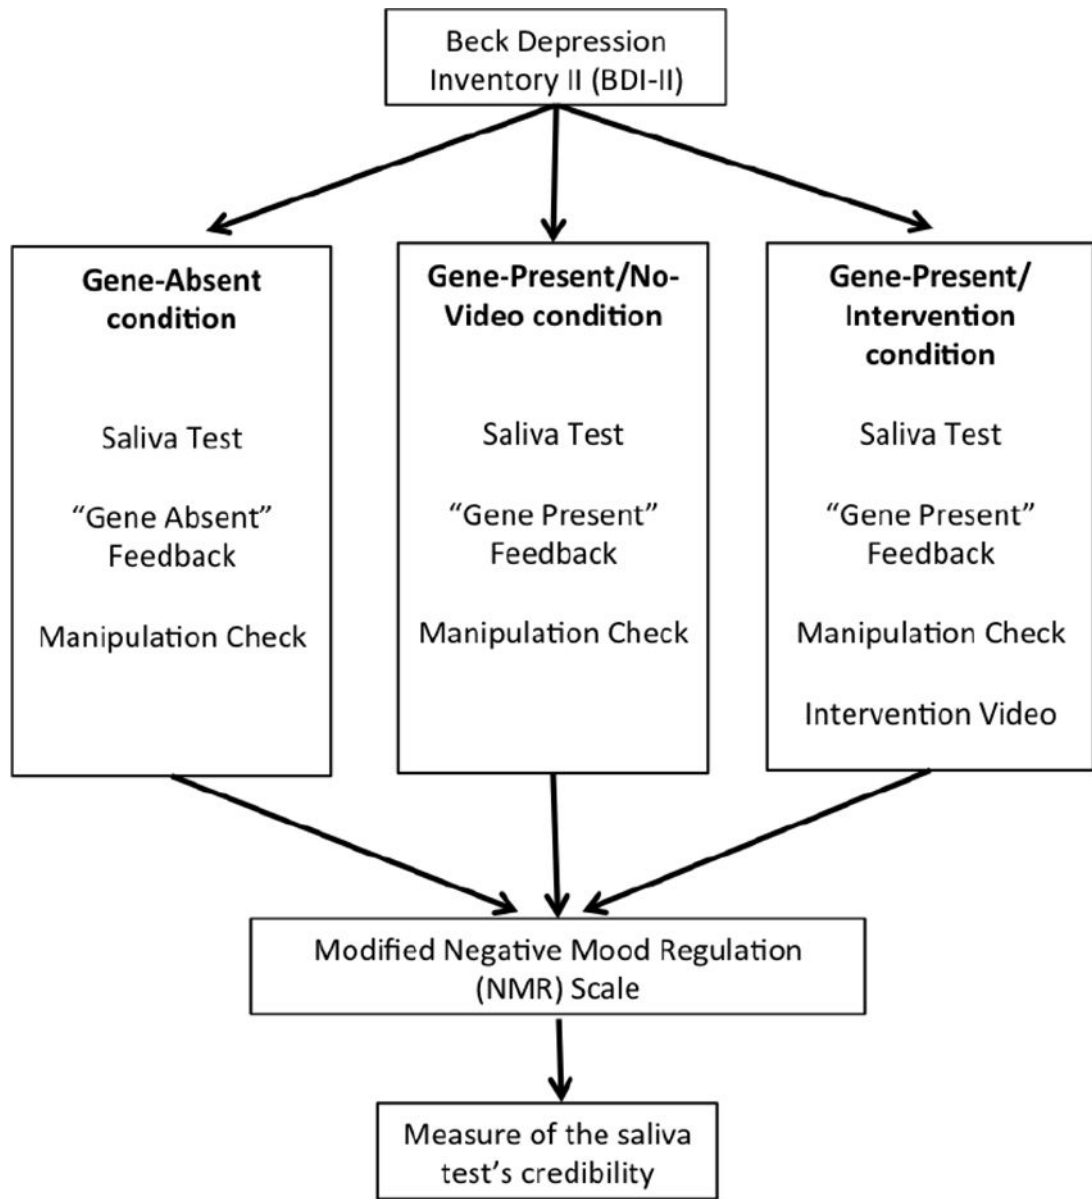 Beck Depression
Inventory II (BDI-II)
Gene-Absent
condition
Saliva Test
“Gene Absent”
Feedback
Manipulation Check
Gene-Present/No-
Video condition
Saliva Test
“Gene Present”
Feedback
Manipulation Check
Gene-Present/
Intervention
condition
Saliva Test
“Gene Present”
Feedback
Manipulation Check
Intervention Video
Modified Negative Mood Regulation
(NMR) Scale
Measure of the saliva
test’s credibility